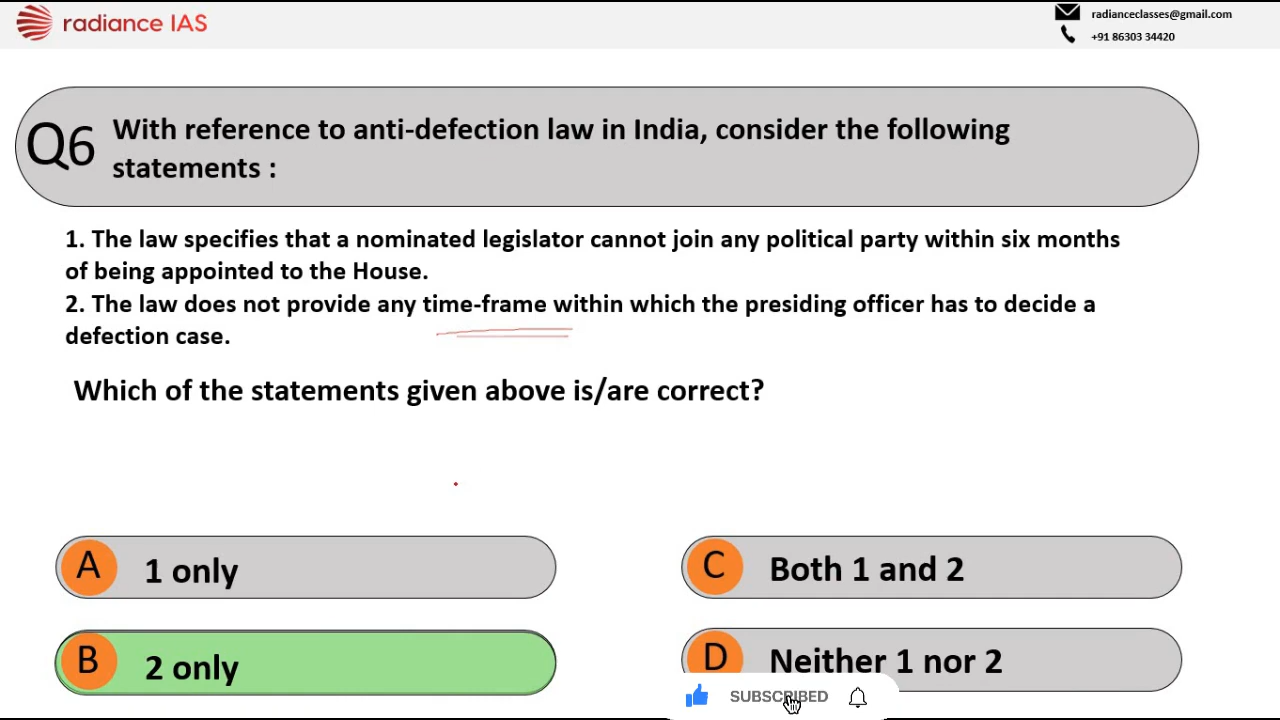 radiance IAS
radianceclasses@gmail.com
+91 86303 34420
Q6
With reference to anti-defection law in India, consider the following
statements :
1. The law specifies that a nominated legislator cannot join any political party within six months
of being appointed to the House.
2. The law does not provide any time-frame within which the presiding officer has to decide a
defection case.
Which of the statements given above is/are correct?
A 1 only
C Both 1 and 2
B 2 only
D Neither 1 nor 2
SUBSCRIBED